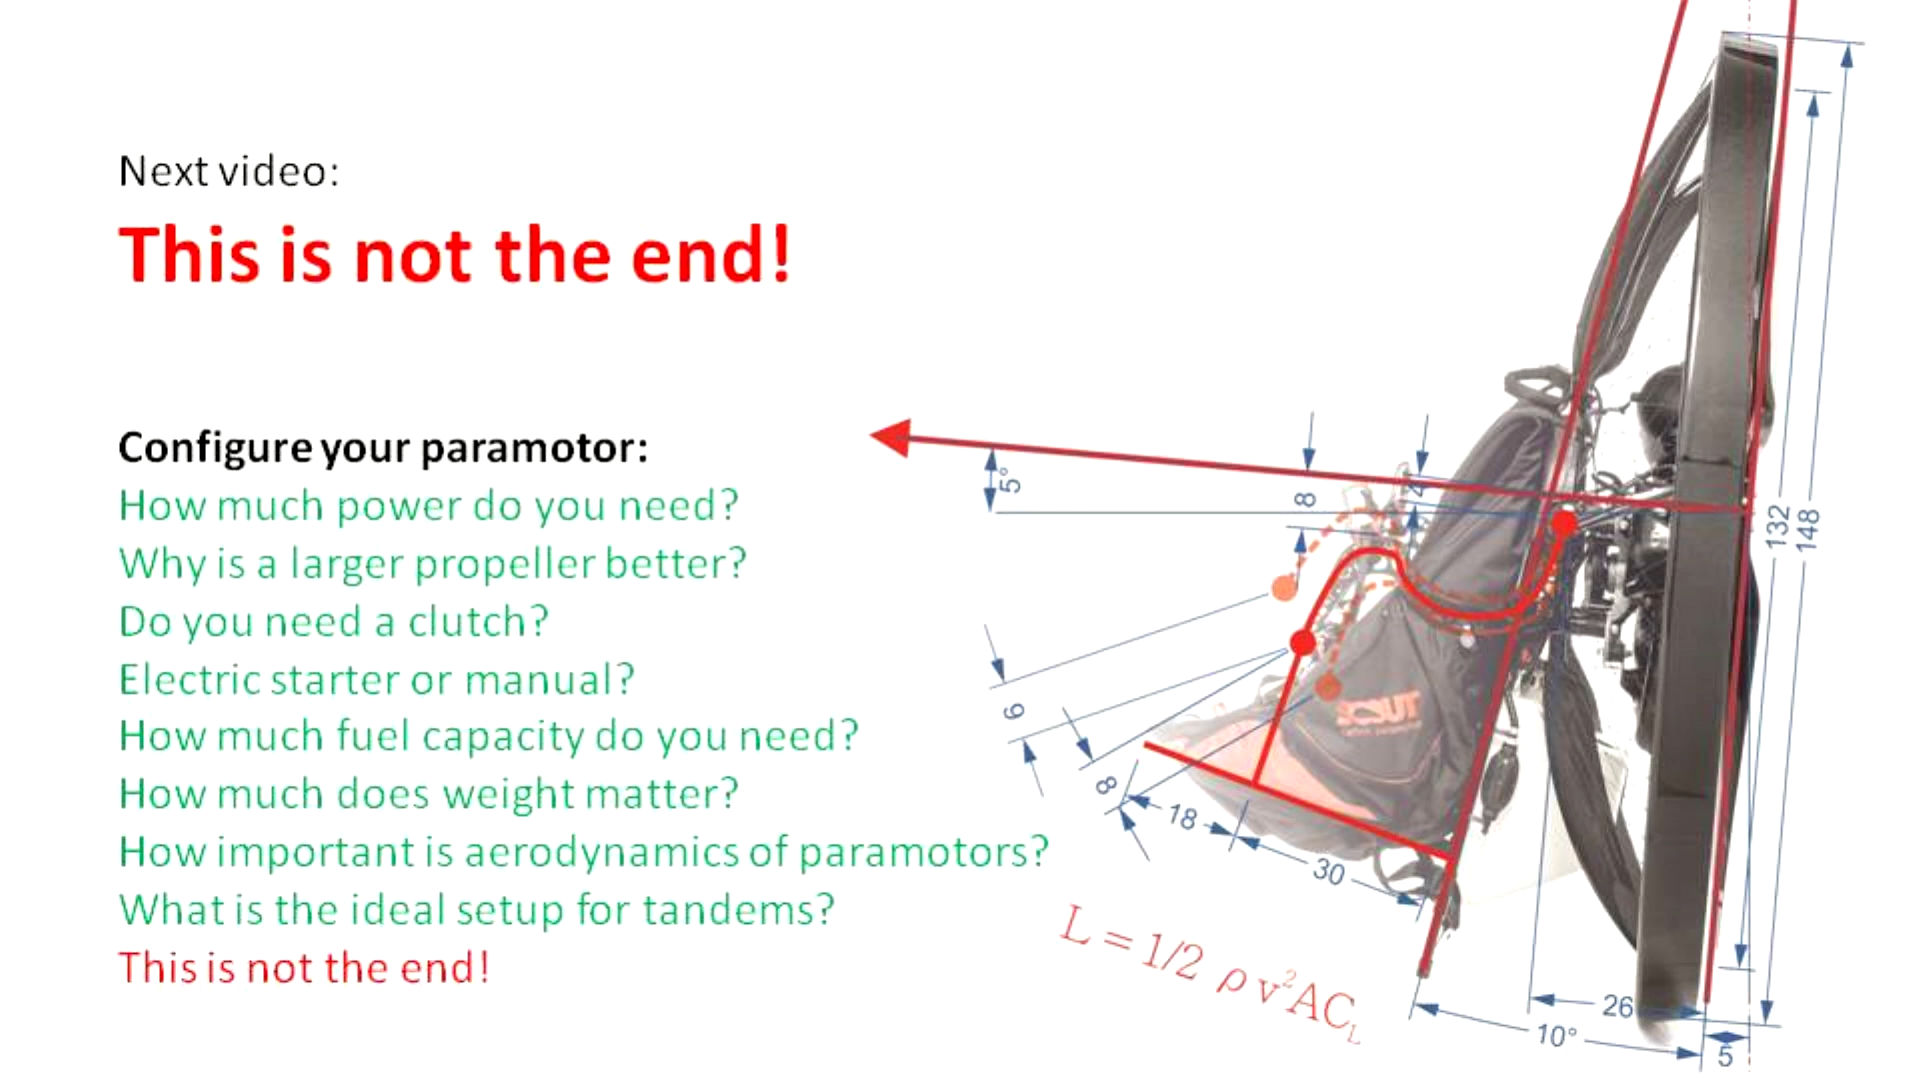 Next video:
This is not the end!
Configure your paramotor:
How much power do you need?
Why is a larger propeller better?
Do you need a clutch?
Electric starter or manual?
How much fuel capacity do you need?
How much does weight matter?
How important is aerodynamics of paramotors?
What is the ideal setup for tandems?
This is not the end!
5°
8
4
132
148
SCOUT
6
8
18
30
L = 1/2 ρ v²AC_L
26
10°
5